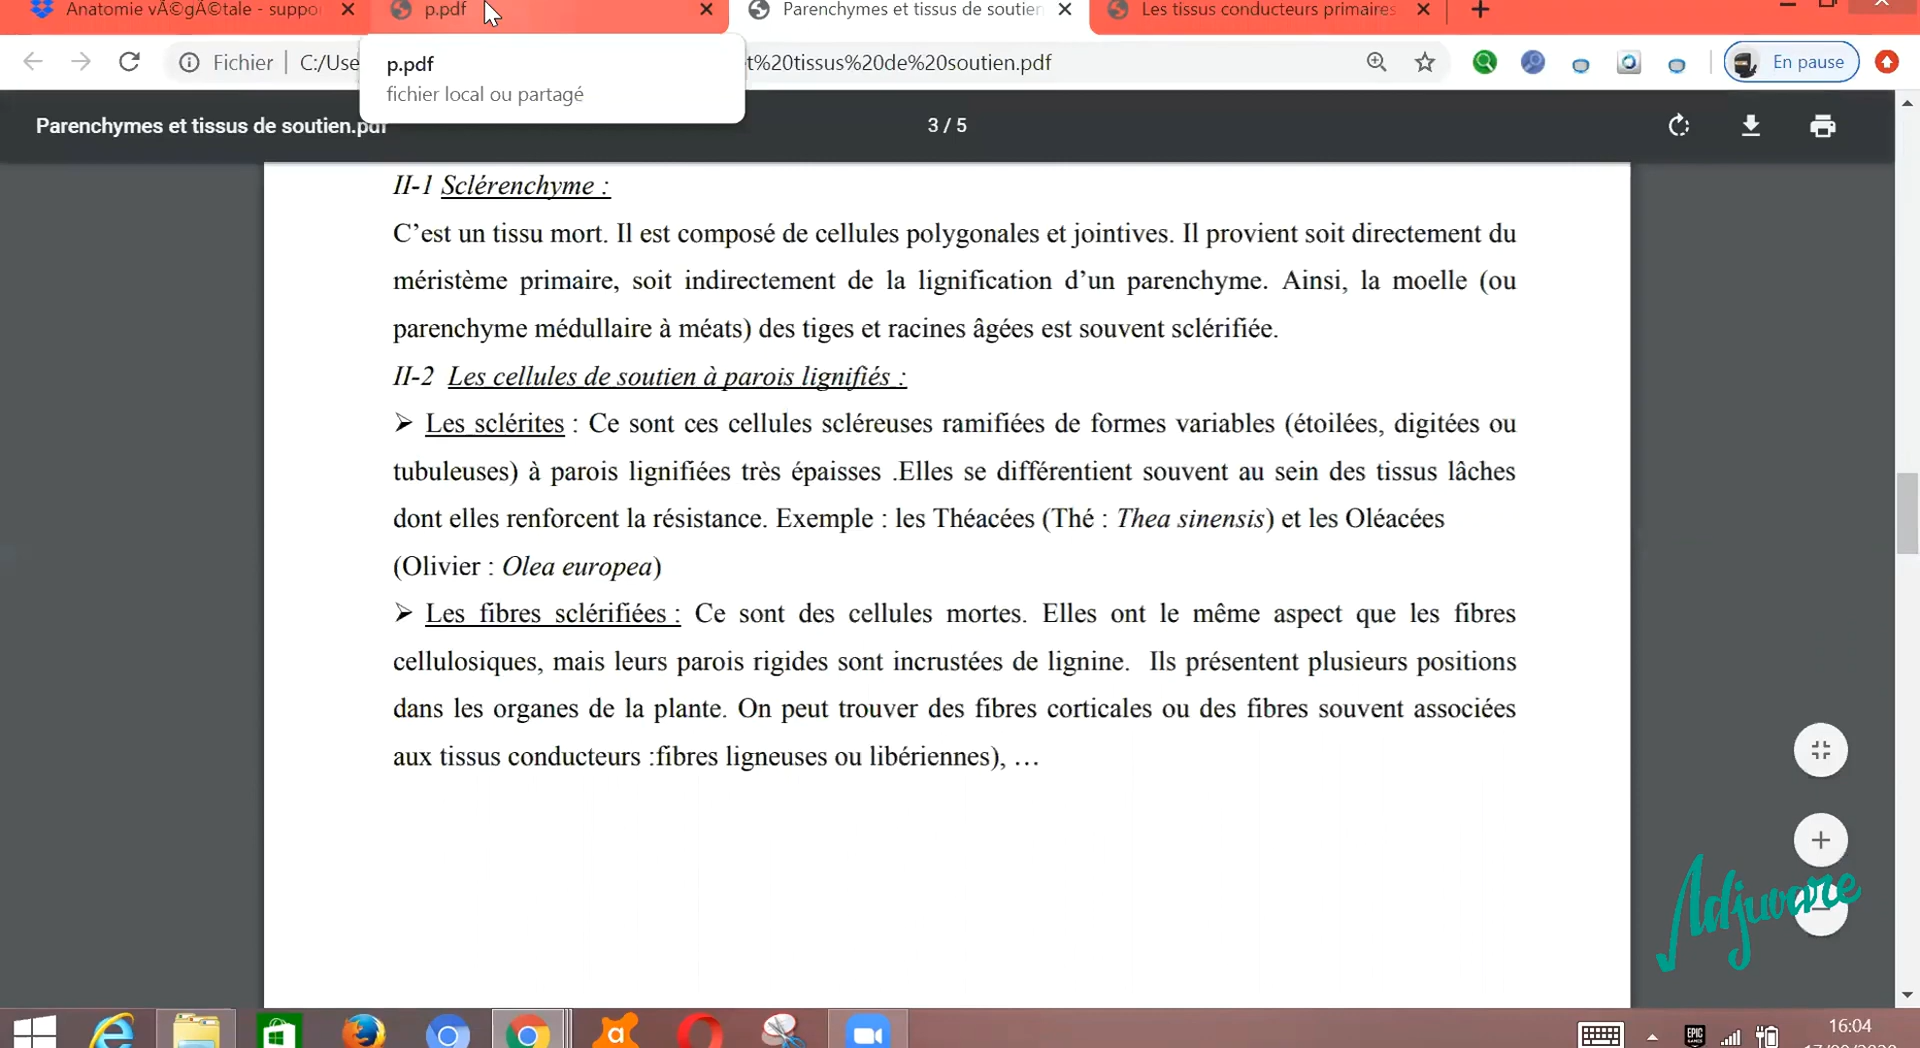 Anatomie vÃ©gÃ©tale - suppo
p.pdf
Parenchymes et tissus de soutien
Les tissus conducteurs primaires
Fichier
C:/Use
t%20tissus%20de%20soutien.pdf
En pause
p.pdf
fichier local ou partagé
Parenchymes et tissus de soutien.pdf
3 / 5
II-1 Sclérenchyme :
C’est un tissu mort. Il est composé de cellules polygonales et jointives. Il provient soit directement du
méristème primaire, soit indirectement de la lignification d’un parenchyme. Ainsi, la moelle (ou
parenchyme médullaire à méats) des tiges et racines âgées est souvent sclérifiée.
II-2 Les cellules de soutien à parois lignifiés :
➢ Les sclérites : Ce sont ces cellules scléreuses ramifiées de formes variables (étoilées, digitées ou
tubuleuses) à parois lignifiées très épaisses .Elles se différentient souvent au sein des tissus lâches
dont elles renforcent la résistance. Exemple : les Théacées (Thé : Thea sinensis) et les Oléacées
(Olivier : Olea europea)
➢ Les fibres sclérifiées : Ce sont des cellules mortes. Elles ont le même aspect que les fibres
cellulosiques, mais leurs parois rigides sont incrustées de lignine. Ils présentent plusieurs positions
dans les organes de la plante. On peut trouver des fibres corticales ou des fibres souvent associées
aux tissus conducteurs :fibres ligneuses ou libériennes), …
Adjuvare
EPIC GAMES
16:04